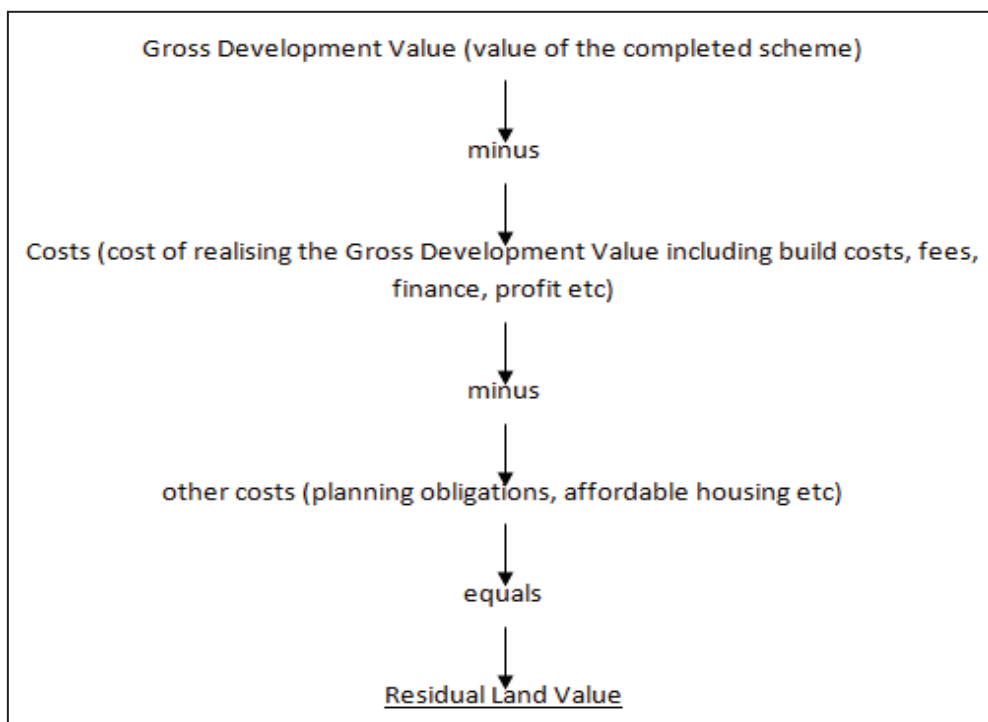 Gross Development Value (value of the completed scheme)
minus
Costs (cost of realising the Gross Development Value including build costs, fees,
finance, profit etc)
minus
other costs (planning obligations, affordable housing etc)
equals
Residual Land Value